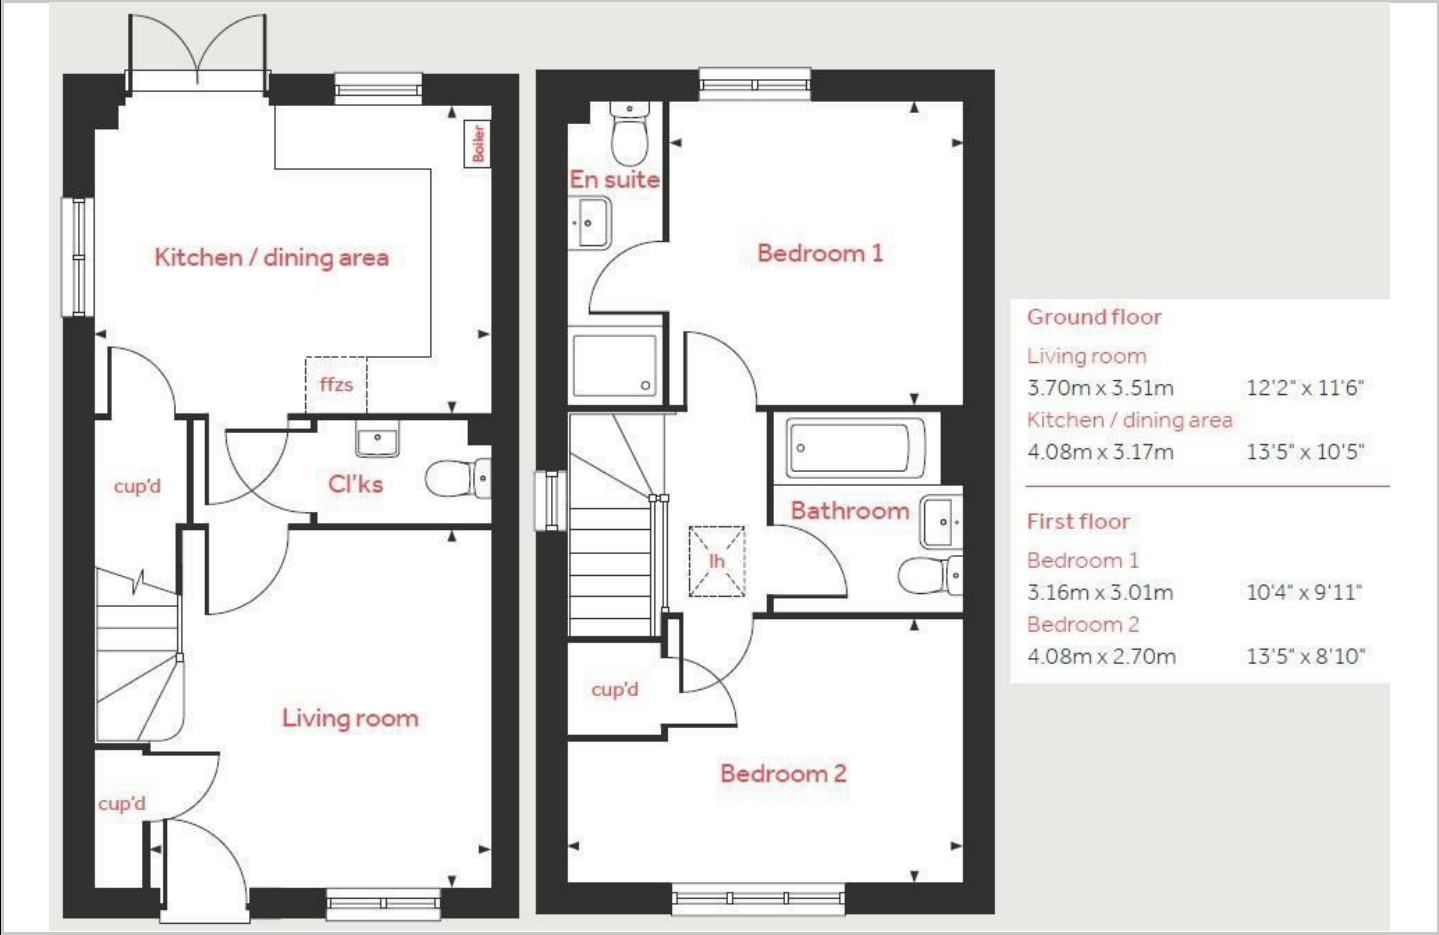 Boiler
Kitchen / dining area
ffzs
cup'd
Cl'ks
Living room
cup'd
En suite
Bedroom 1
Bathroom
lh
cup'd
Bedroom 2
Ground floor
Living room
3.70m x 3.51m 12'2" x 11'6"
Kitchen / dining area
4.08m x 3.17m 13'5" x 10'5"
First floor
Bedroom 1
3.16m x 3.01m 10'4" x 9'11"
Bedroom 2
4.08m x 2.70m 13'5" x 8'10"